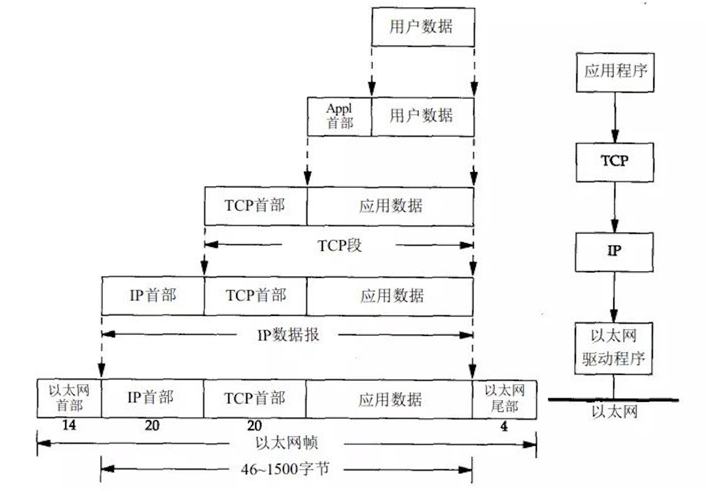 用户数据
Appl
首部
用户数据
应用程序
TCP首部
应用数据
TCP
TCP段
IP首部
TCP首部
应用数据
IP
IP数据报
以太网
驱动程序
以太网
首部
IP首部
TCP首部
应用数据
以太网
尾部
以太网
14
20
20
4
以太网帧
46~1500字节